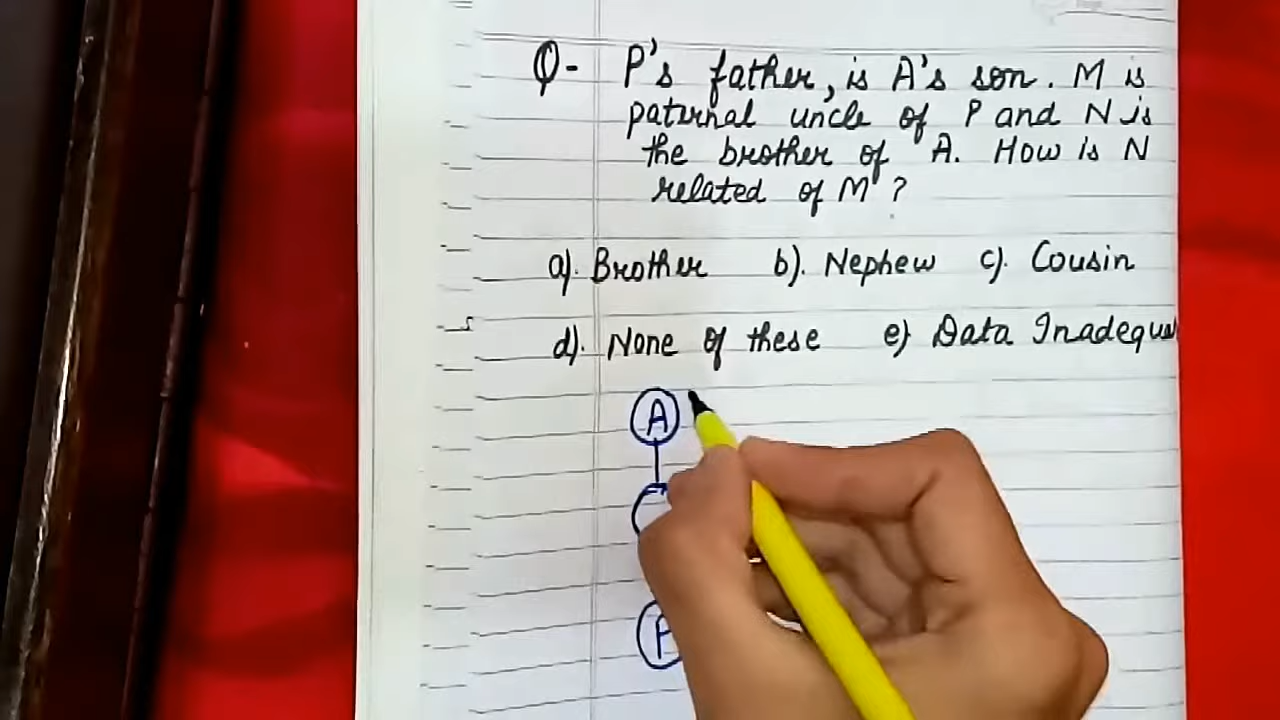 Q- P's father, is A's son. M is
paternal uncle of P and N is
the brother of A. How is N
related of M ?
a). Brother b). Nephew c). Cousin
d). None of these e) Data Inadequa
A
P